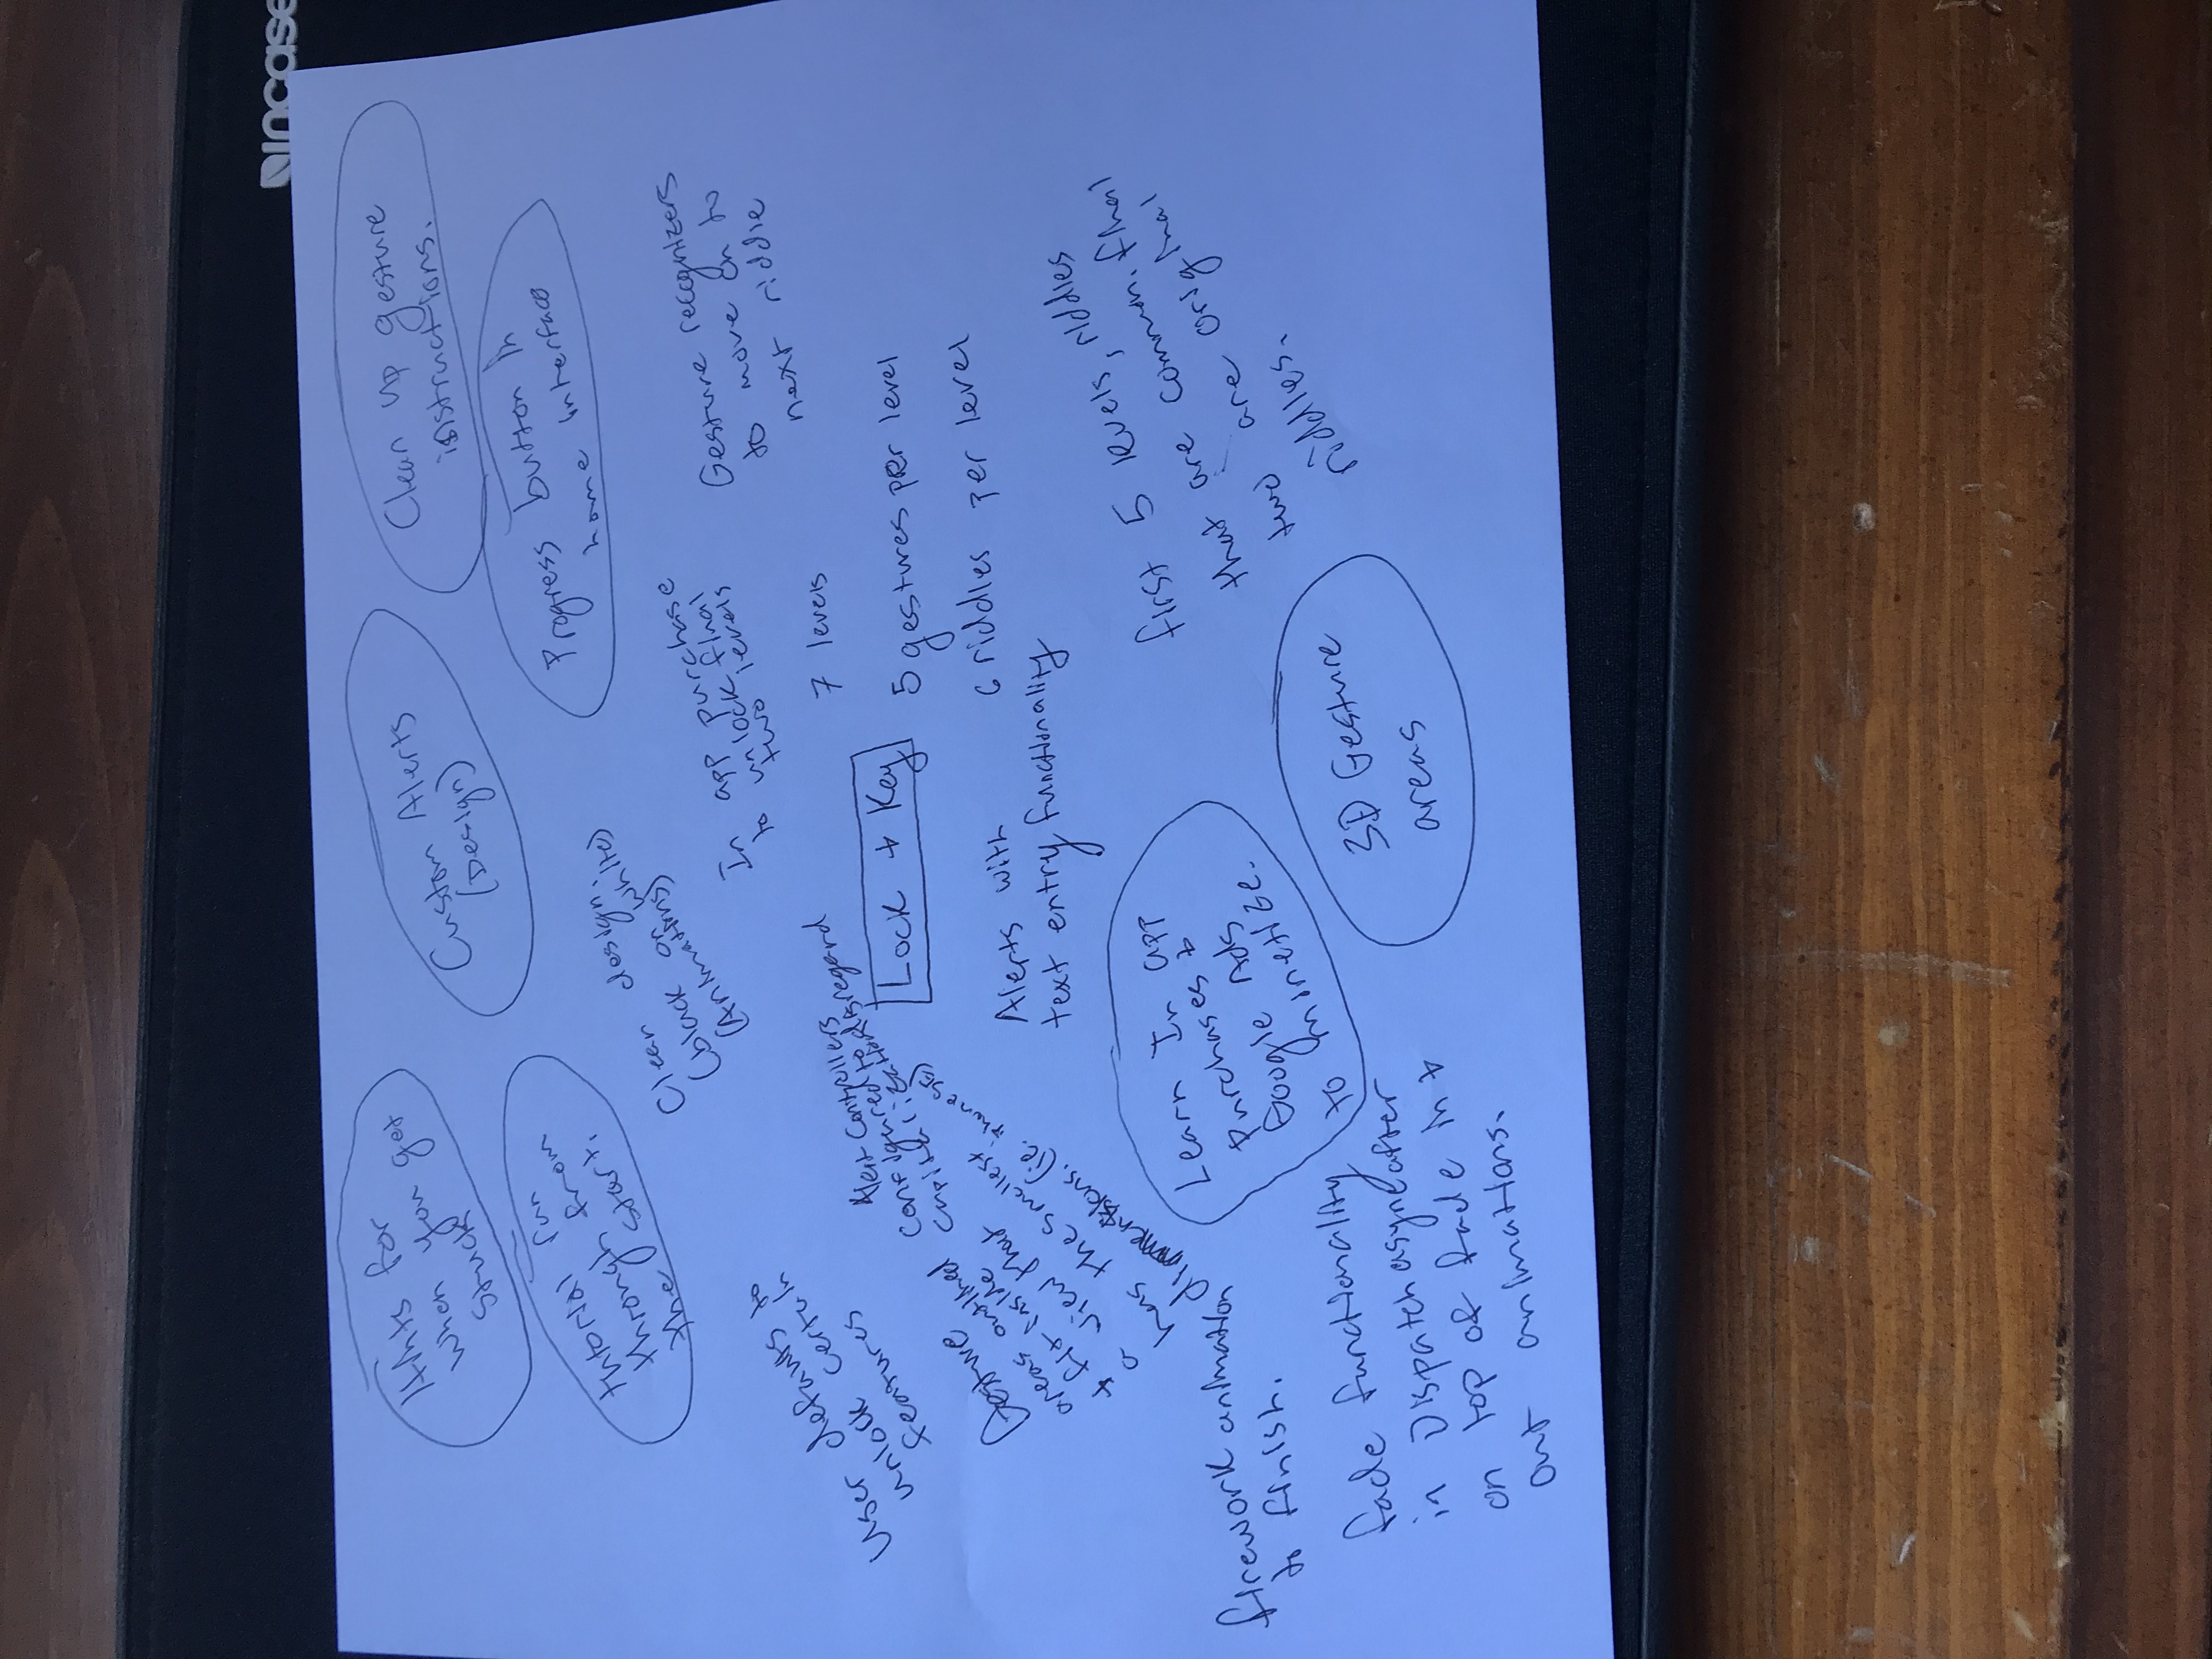 incase
Hints for
when you get
stuck
Custom Alerts
(Design)
Clean up gesture
instructions.
tutorial run
through from
the start.
Progress button in
home interface
Clean design.
(black or white)
(Animations)
In app purchase
to unlock final
two levels
Gesture recognizers
to move on to
next riddle
User defaults to
unlock certain
features
Alert Controllers
configured to disregard
capitalization
Lock + Key
7 levels
5 gestures per level
6 riddles per level
Gesture
areas outlined
+ fit inside
a view that
has the smallest
dimensions. (ie. iphone SE)
Alerts with
text entry functionality
first 5 levels, riddles
that are common. final
two are original
riddles.
firework animation
to finish.
Learn In app
Purchases +
Google Ads
to monetize.
3D Gesture
areas
fade functionality
in Dispatch async after
on top of fade in +
out animations.